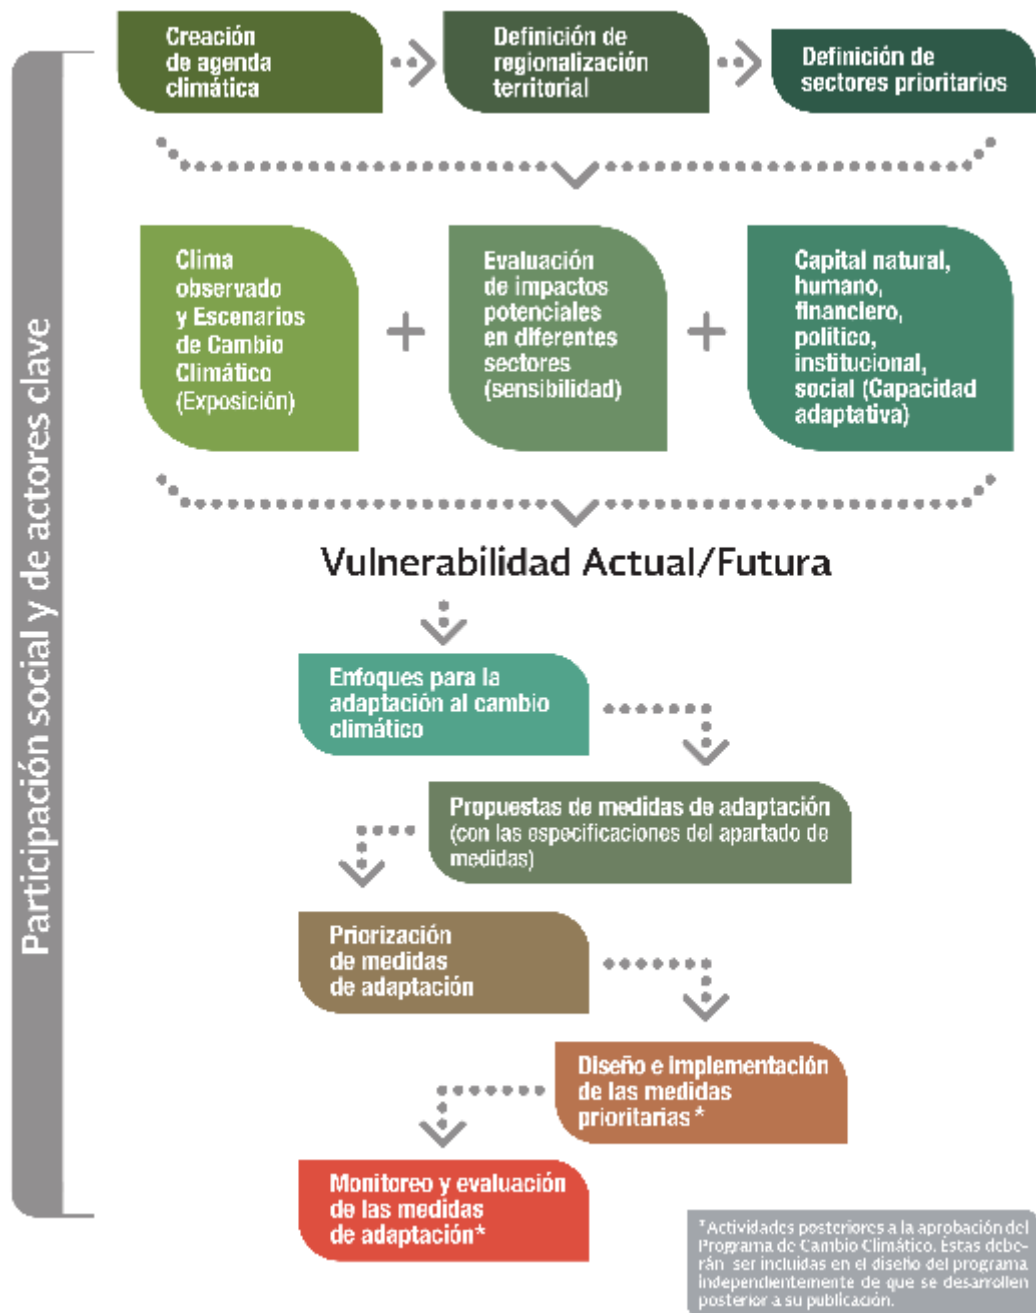 Participación social y de actores clave
Creación
de agenda
climática
Definición de
regionalización
territorial
Definición de
sectores prioritarios
Clima
observado
y Escenarios
de Cambio
Climático
(Exposición)
+
Evaluación
de impactos
potenciales
en diferentes
sectores
(sensibilidad)
+
Capital natural,
humano,
financiero,
político,
institucional,
social (Capacidad
adaptativa)
Vulnerabilidad Actual/Futura
Enfoques para la
adaptación al cambio
climático
Propuestas de medidas de adaptación
(con las especificaciones del apartado de
medidas)
Priorización
de medidas
de adaptación
Diseño e implementación
de las medidas
prioritarias*
Monitoreo y evaluación
de las medidas
de adaptación*
*Actividades posteriores a la aprobación del
Programa de Cambio Climático. Éstas debe-
rán ser incluidas en el diseño del programa
independientemente de que se desarrollen
posterior a su publicación.